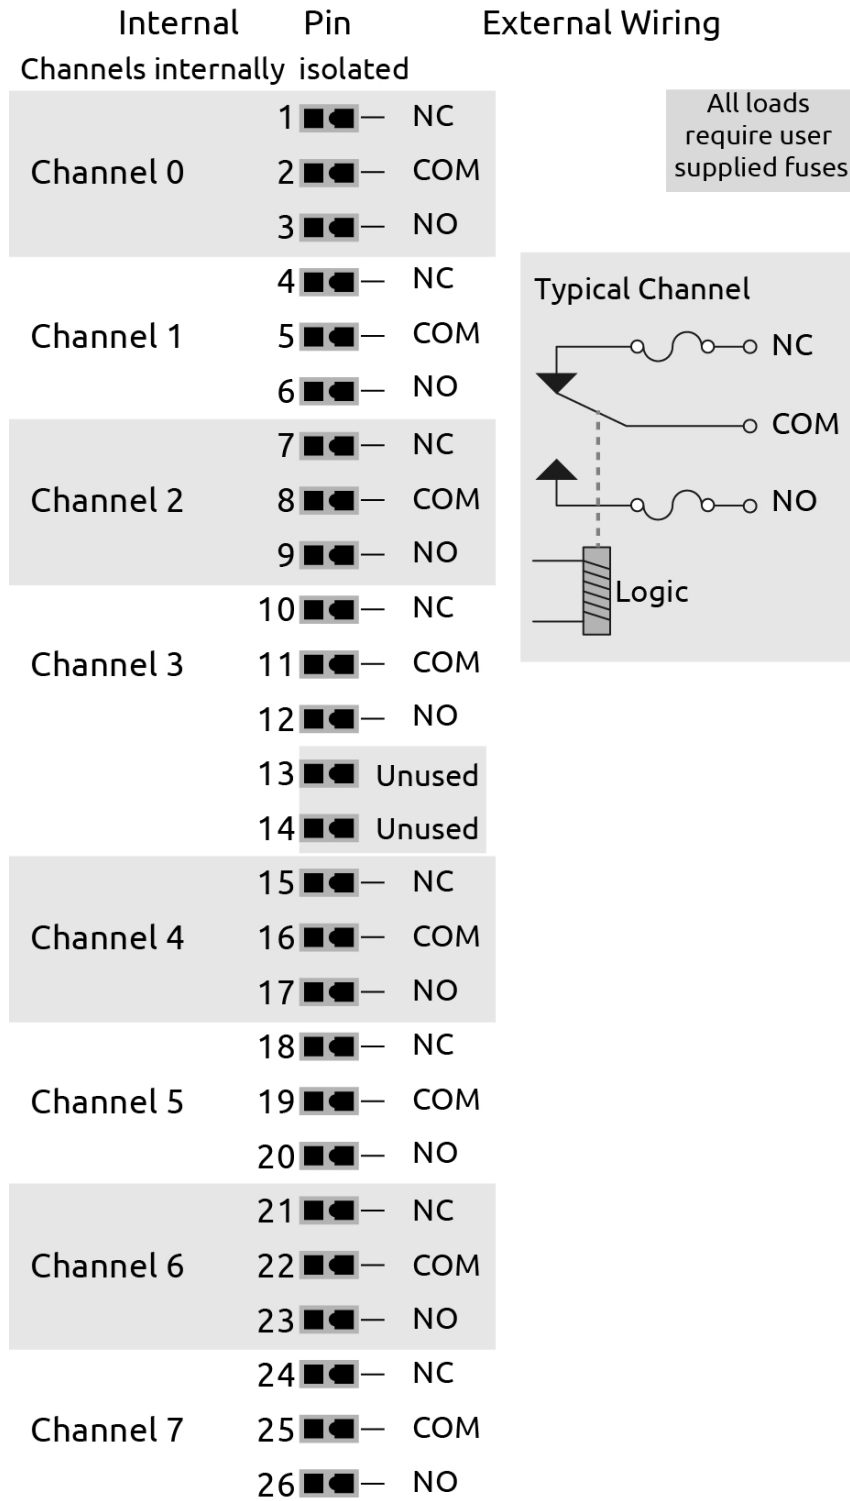 Internal Pin External Wiring
Channels internally isolated
1 NC
Channel 0 2 COM
3 NO
All loads
require user
supplied fuses
4 NC
Channel 1 5 COM
6 NO
7 NC
Channel 2 8 COM
9 NO
10 NC
Channel 3 11 COM
12 NO
13 Unused
14 Unused
15 NC
Channel 4 16 COM
17 NO
18 NC
Channel 5 19 COM
20 NO
21 NC
Channel 6 22 COM
23 NO
24 NC
Channel 7 25 COM
26 NO
Typical Channel
NC
COM
NO
Logic